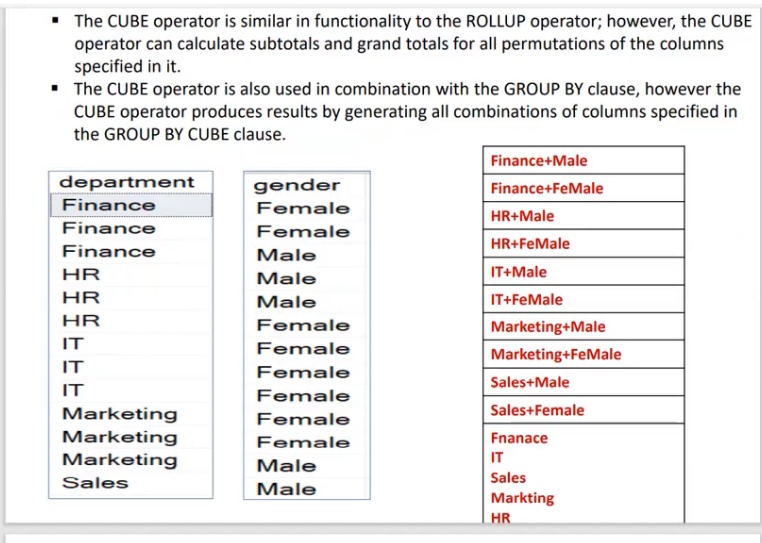 ▪ The CUBE operator is similar in functionality to the ROLLUP operator; however, the CUBE
operator can calculate subtotals and grand totals for all permutations of the columns
specified in it.
▪ The CUBE operator is also used in combination with the GROUP BY clause, however the
CUBE operator produces results by generating all combinations of columns specified in
the GROUP BY CUBE clause.
department
Finance
Finance
Finance
HR
HR
HR
IT
IT
IT
Marketing
Marketing
Marketing
Sales
gender
Female
Female
Male
Male
Male
Female
Female
Female
Female
Female
Female
Male
Male
Finance+Male
Finance+FeMale
HR+Male
HR+FeMale
IT+Male
IT+FeMale
Marketing+Male
Marketing+FeMale
Sales+Male
Sales+Female
Fnanace
IT
Sales
Markting
HR